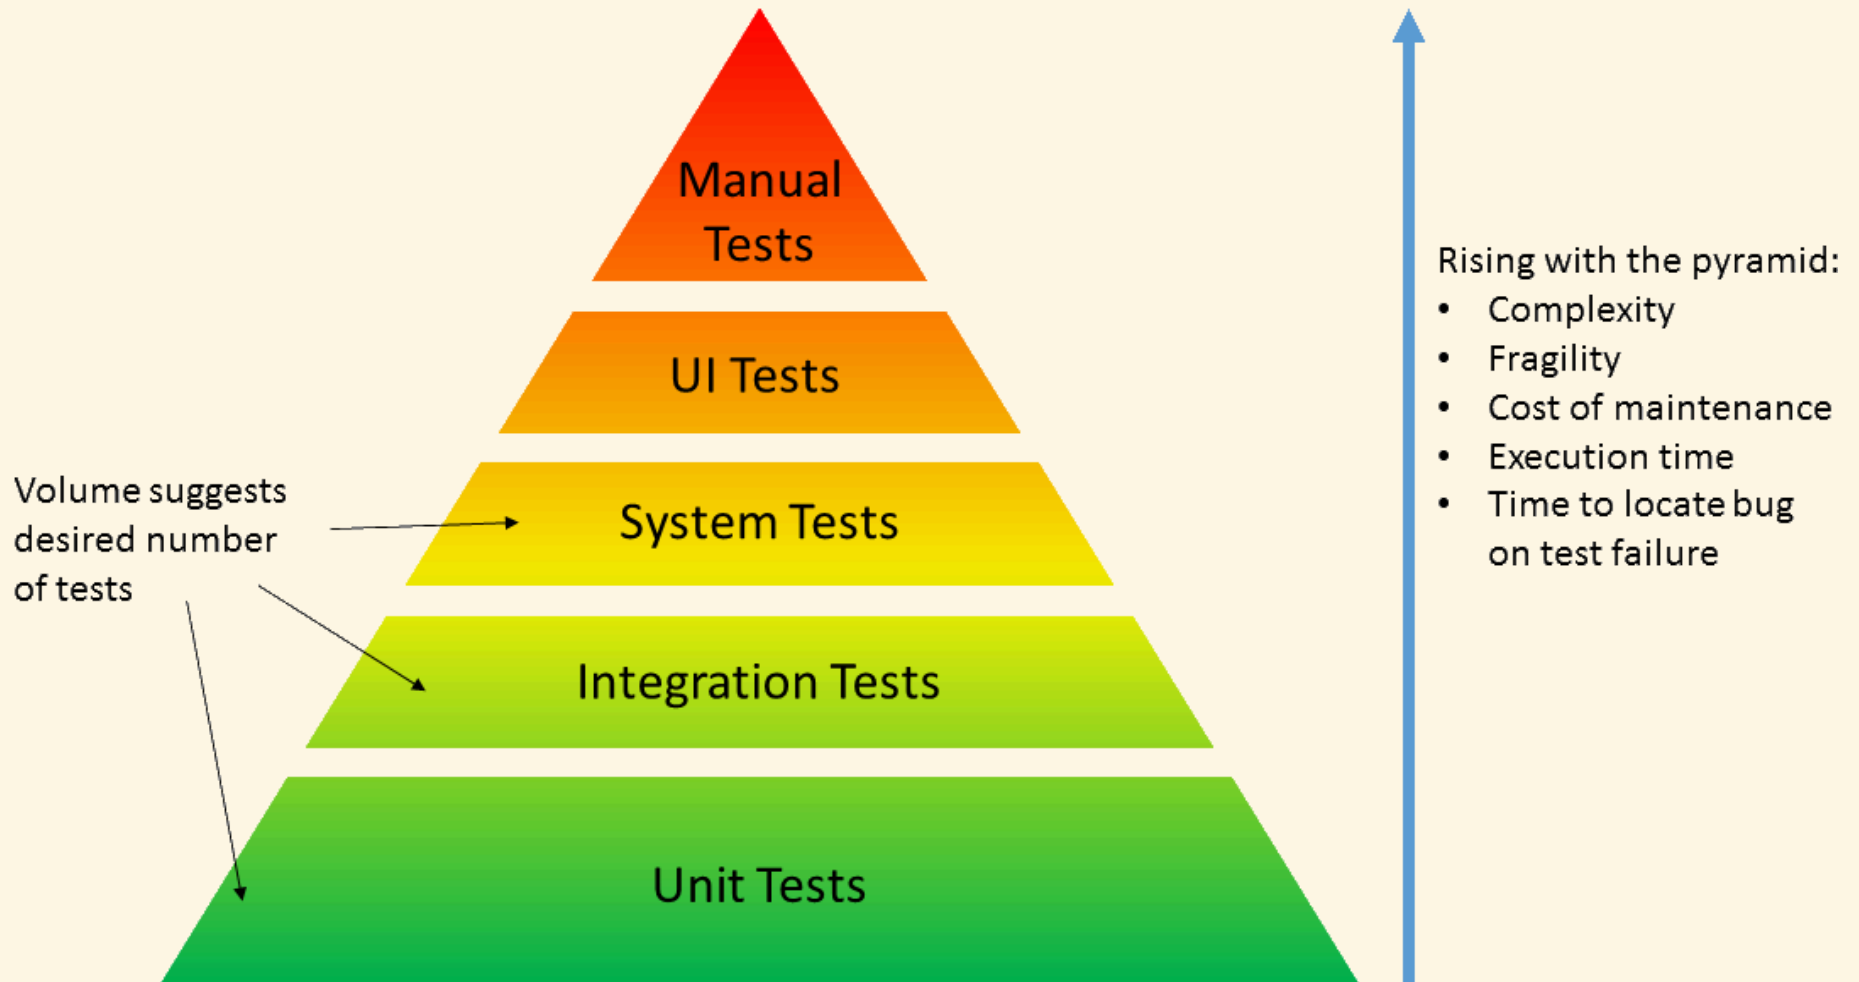 Manual
Tests
UI Tests
System Tests
Integration Tests
Unit Tests
Volume suggests
desired number
of tests
Rising with the pyramid:
• Complexity
• Fragility
• Cost of maintenance
• Execution time
• Time to locate bug
on test failure